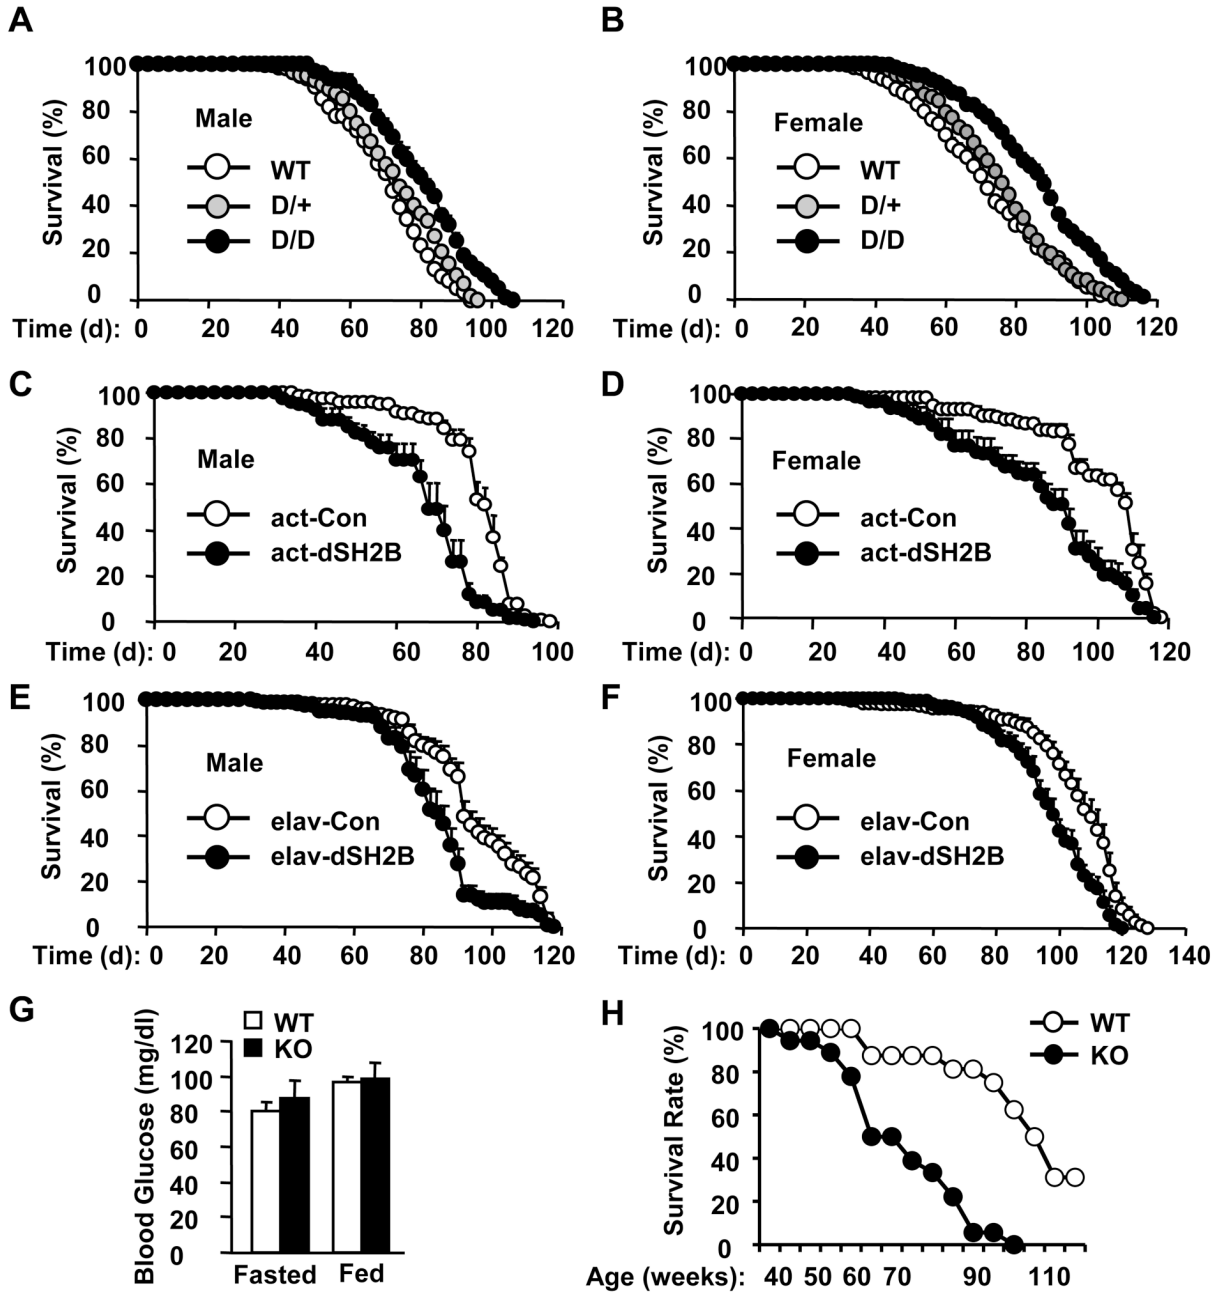 A
Survival (%)
100
80
60
40
20
0
Male
WT
D/+
D/D
Time (d): 0 20 40 60 80 100 120
B
Survival (%)
100
80
60
40
20
0
Female
WT
D/+
D/D
Time (d): 0 20 40 60 80 100 120
C
Survival (%)
100
80
60
40
20
0
Male
act-Con
act-dSH2B
Time (d): 0 20 40 60 80 100
D
Survival (%)
100
80
60
40
20
0
Female
act-Con
act-dSH2B
Time (d): 0 20 40 60 80 100 120
E
Survival (%)
100
80
60
40
20
0
Male
elav-Con
elav-dSH2B
Time (d): 0 20 40 60 80 100 120
F
Survival (%)
100
80
60
40
20
0
Female
elav-Con
elav-dSH2B
Time (d): 0 20 40 60 80 100 120 140
G
Blood Glucose (mg/dl)
WT
KO
120
100
80
60
40
20
0
Fasted Fed
H
Survival Rate (%)
100
80
60
40
20
0
WT
KO
Age (weeks): 40 50 60 70 90 110